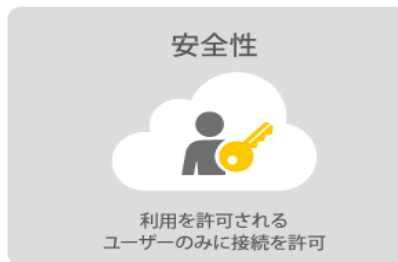 安全性
利用を許可される
ユーザーのみに接続を許可